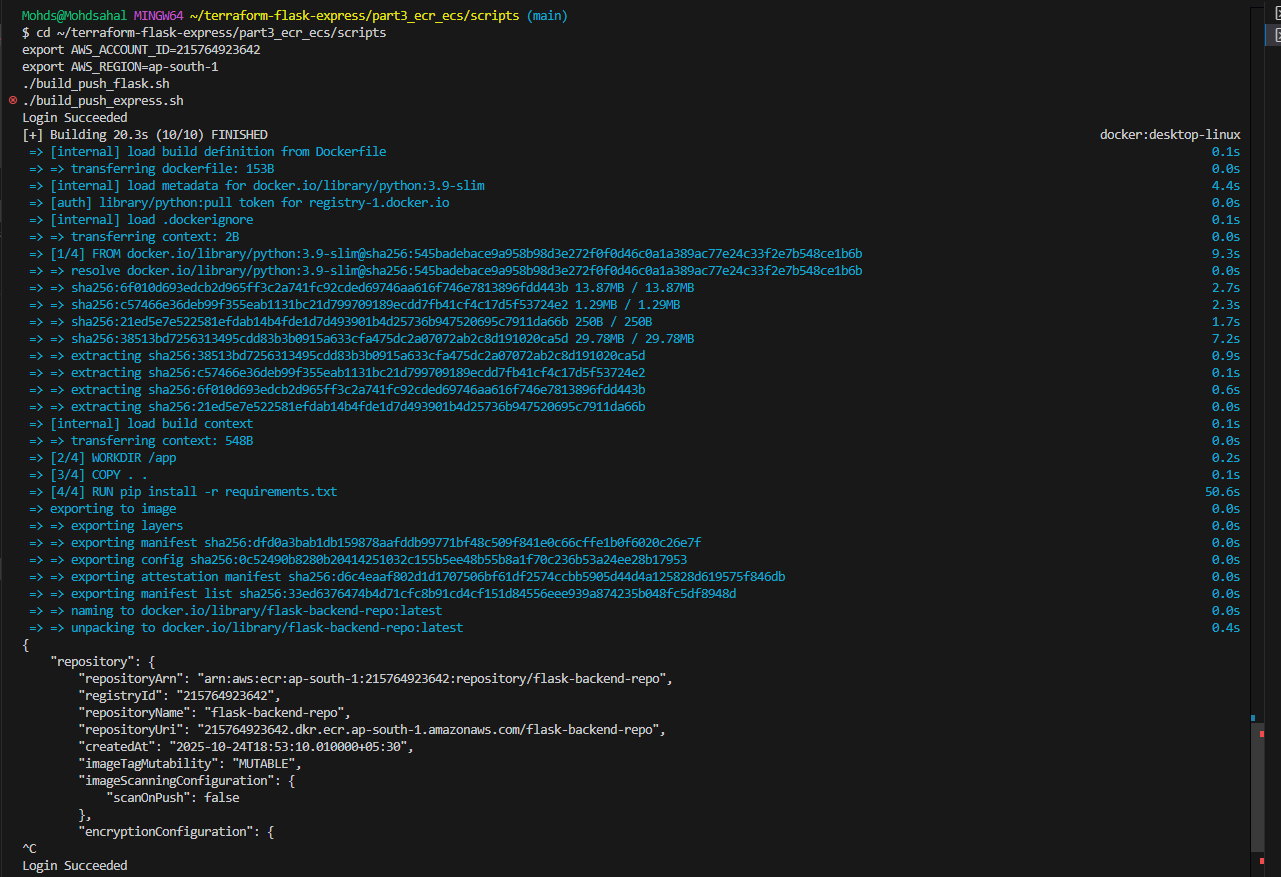 Mohds@Mohdsahal MINGW64 ~/terraform-flask-express/part3_ecr_ecs/scripts (main)
$ cd ~/terraform-flask-express/part3_ecr_ecs/scripts
export AWS_ACCOUNT_ID=215764923642
export AWS_REGION=ap-south-1
./build_push_flask.sh
./build_push_express.sh
Login Succeeded
[+] Building 20.3s (10/10) FINISHED docker:desktop-linux
=> [internal] load build definition from Dockerfile 0.1s
=> => transferring dockerfile: 153B 0.0s
=> [internal] load metadata for docker.io/library/python:3.9-slim 4.4s
=> [auth] library/python:pull token for registry-1.docker.io 0.0s
=> [internal] load .dockerignore 0.1s
=> => transferring context: 2B 0.0s
=> [1/4] FROM docker.io/library/python:3.9-slim@sha256:545badebace9a958b98d3e272f0f0d46c0a1a389ac77e24c33f2e7b548ce1b6b 9.3s
=> => resolve docker.io/library/python:3.9-slim@sha256:545badebace9a958b98d3e272f0f0d46c0a1a389ac77e24c33f2e7b548ce1b6b 0.0s
=> => sha256:6f010d693edcb2d965ff3c2a741fc92cded69746aa616f746e7813896fdd443b 13.87MB / 13.87MB 2.7s
=> => sha256:c57466e36deb99f355eab1131bc21d799709189ecdd7fb41cf4c17d5f53724e2 1.29MB / 1.29MB 2.3s
=> => sha256:21ed5e7e522581efdab14b4fde1d7d493901b4d25736b947520695c7911da66b 250B / 250B 1.7s
=> => sha256:38513bd7256313495cdd83b3b0915a633cfa475dc2a07072ab2c8d191020ca5d 29.78MB / 29.78MB 7.2s
=> => extracting sha256:38513bd7256313495cdd83b3b0915a633cfa475dc2a07072ab2c8d191020ca5d 0.9s
=> => extracting sha256:c57466e36deb99f355eab1131bc21d799709189ecdd7fb41cf4c17d5f53724e2 0.1s
=> => extracting sha256:6f010d693edcb2d965ff3c2a741fc92cded69746aa616f746e7813896fdd443b 0.6s
=> => extracting sha256:21ed5e7e522581efdab14b4fde1d7d493901b4d25736b947520695c7911da66b 0.0s
=> [internal] load build context 0.1s
=> => transferring context: 548B 0.0s
=> [2/4] WORKDIR /app 0.2s
=> [3/4] COPY . . 0.1s
=> [4/4] RUN pip install -r requirements.txt 50.6s
=> exporting to image 0.0s
=> => exporting layers 0.0s
=> => exporting manifest sha256:dfd0a3bab1db159878aafddb99771bf48c509f841e0c66cffe1b0f6020c26e7f 0.0s
=> => exporting config sha256:0c52490b8280b20414251032c155b5ee48b55b8a1f70c236b53a24ee28b17953 0.0s
=> => exporting attestation manifest sha256:d6c4eaaf802d1d1707506bf61df2574ccbb5905d44d4a125828d619575f846db 0.0s
=> => exporting manifest list sha256:33ed6376474b4d71cfc8b91cd4cf151d84556eee939a874235b048fc5df8948d 0.0s
=> => naming to docker.io/library/flask-backend-repo:latest 0.0s
=> => unpacking to docker.io/library/flask-backend-repo:latest 0.4s
{
"repository": {
"repositoryArn": "arn:aws:ecr:ap-south-1:215764923642:repository/flask-backend-repo",
"registryId": "215764923642",
"repositoryName": "flask-backend-repo",
"repositoryUri": "215764923642.dkr.ecr.ap-south-1.amazonaws.com/flask-backend-repo",
"createdAt": "2025-10-24T18:53:10.010000+05:30",
"imageTagMutability": "MUTABLE",
"imageScanningConfiguration": {
"scanOnPush": false
},
"encryptionConfiguration": {
^C
Login Succeeded